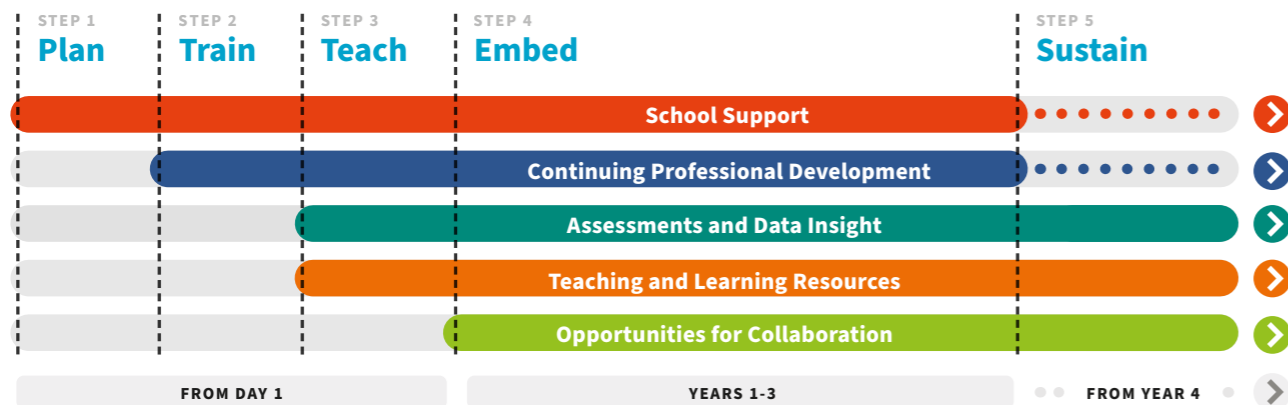 STEP 1
Plan
STEP 2
Train
STEP 3
Teach
STEP 4
Embed
STEP 5
Sustain
School Support
Continuing Professional Development
Assessments and Data Insight
Teaching and Learning Resources
Opportunities for Collaboration
FROM DAY 1
YEARS 1-3
FROM YEAR 4